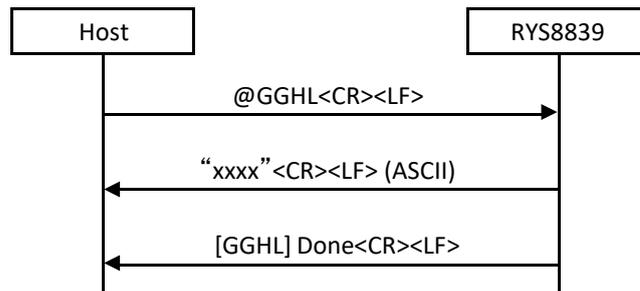 Host
RYS8839
@GGHL<CR><LF>
“xxxx”<CR><LF> (ASCII)
[GGHL] Done<CR><LF>